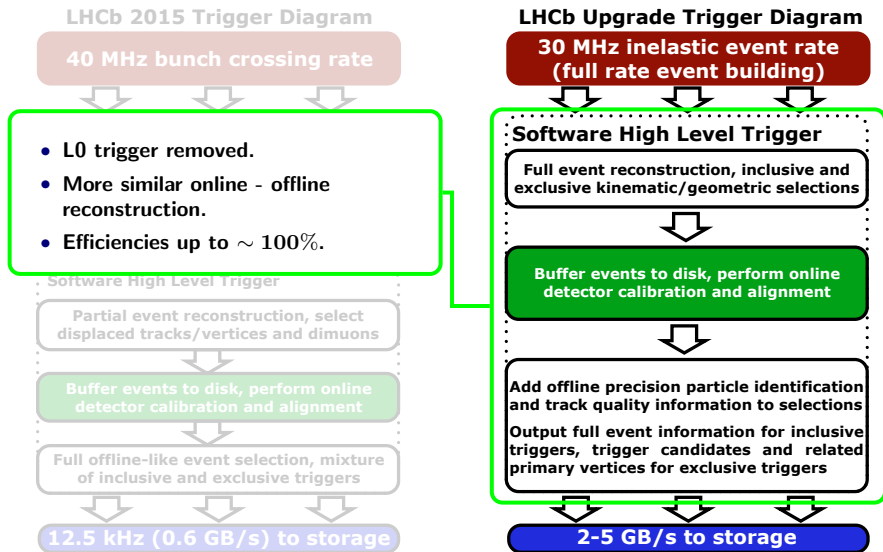 LHCb 2015 Trigger Diagram
40 MHz bunch crossing rate
• L0 trigger removed.
• More similar online - offline
reconstruction.
• Efficiencies up to ∼ 100%.
Software High Level Trigger
Partial event reconstruction, select
displaced tracks/vertices and dimuons
Buffer events to disk, perform online
detector calibration and alignment
Full offline-like event selection, mixture
of inclusive and exclusive triggers
12.5 kHz (0.6 GB/s) to storage
LHCb Upgrade Trigger Diagram
30 MHz inelastic event rate
(full rate event building)
Software High Level Trigger
Full event reconstruction, inclusive and
exclusive kinematic/geometric selections
Buffer events to disk, perform online
detector calibration and alignment
Add offline precision particle identification
and track quality information to selections
Output full event information for inclusive
triggers, trigger candidates and related
primary vertices for exclusive triggers
2-5 GB/s to storage